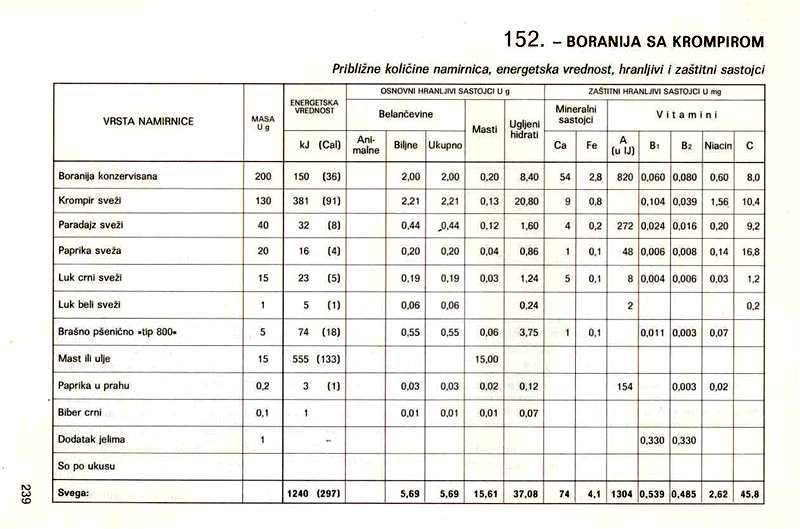 152. – BORANIJA SA KROMPIROM
Približne količine namirnica, energetska vrednost, hranljivi i zaštitni sastojci
VRSTA NAMIRNICE MASA U g ENERGETSKA VREDNOST OSNOVNI HRANLJIVI SASTOJCI U g ZAŠTITNI HRANLJIVI SASTOJCI U mg
Belančevine Masti Ugljeni hidrati Mineralni sastojci Vitamini
kJ (Cal) Ani-malne Biljne Ukupno Ca Fe A (u IJ) B1 B2 Niacin C
Boranija konzervisana 200 150 (36) 2,00 2,00 0,20 8,40 54 2,8 820 0,060 0,080 0,60 8,0
Krompir sveži 130 381 (91) 2,21 2,21 0,13 20,80 9 0,8 0,104 0,039 1,56 10,4
Paradajz sveži 40 32 (8) 0,44 0,44 0,12 1,60 4 0,2 272 0,024 0,016 0,20 9,2
Paprika sveža 20 16 (4) 0,20 0,20 0,04 0,86 1 0,1 48 0,006 0,008 0,14 16,8
Luk crni sveži 15 23 (5) 0,19 0,19 0,03 1,24 5 0,1 8 0,004 0,006 0,03 1,2
Luk beli sveži 1 5 (1) 0,06 0,06 0,24 2 0,2
Brašno pšenično »tip 800« 5 74 (18) 0,55 0,55 0,06 3,75 1 0,1 0,011 0,003 0,07
Mast ili ulje 15 555 (133) 15,00
Paprika u prahu 0,2 3 (1) 0,03 0,03 0,02 0,12 154 0,003 0,02
Biber crni 0,1 1 0,01 0,01 0,01 0,07
Dodatak jelima 1 – 0,330 0,330
So po ukusu
Svega: 1240 (297) 5,69 5,69 15,61 37,08 74 4,1 1304 0,539 0,485 2,62 45,8
239